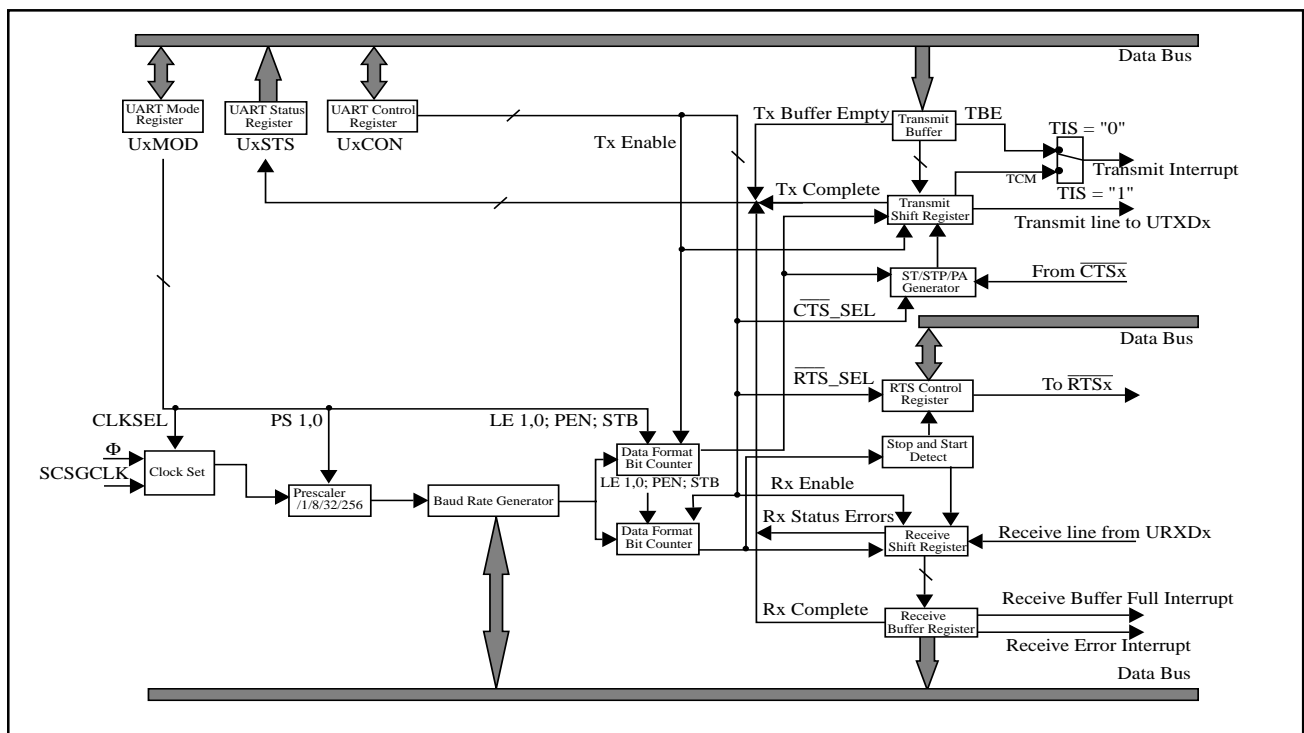 Data Bus
UART Mode
Register
UxMOD
UART Status
Register
UxSTS
UART Control
Register
UxCON
Tx Enable
Tx Buffer Empty
Transmit
Buffer
TBE
TIS = "0"
Transmit Interrupt
TCM
TIS = "1"
Tx Complete
Transmit
Shift Register
Transmit line to UTXDx
ST/STP/PA
Generator
From C̅T̅S̅x̅
C̅T̅S̅_SEL
Data Bus
R̅T̅S̅_SEL
RTS Control
Register
To R̅T̅S̅x̅
CLKSEL
PS 1,0
LE 1,0; PEN; STB
Φ
SCSGCLK
Clock Set
Prescaler
/1/8/32/256
Baud Rate Generator
Data Format
Bit Counter
LE 1,0; PEN; STB
Data Format
Bit Counter
Stop and Start
Detect
Rx Enable
Rx Status Errors
Receive
Shift Register
Receive line from URXDx
Rx Complete
Receive
Buffer Register
Receive Buffer Full Interrupt
Receive Error Interrupt
Data Bus